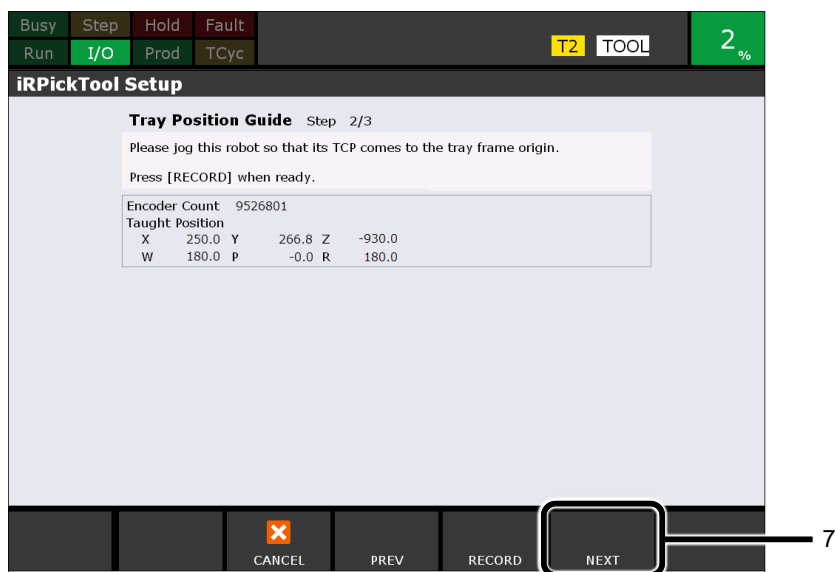 Busy Step Hold Fault
Run I/O Prod TCyc
T2 TOOL
2 %
iRPickTool Setup
Tray Position Guide Step 2/3
Please jog this robot so that its TCP comes to the tray frame origin.
Press [RECORD] when ready.
Encoder Count 9526801
Taught Position
X 250.0 Y 266.8 Z -930.0
W 180.0 P -0.0 R 180.0
CANCEL PREV RECORD NEXT
7